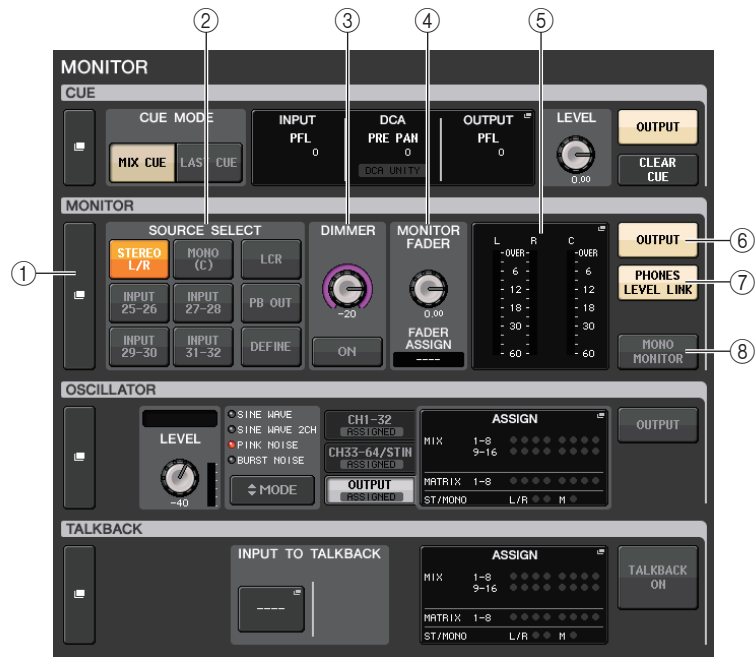 ② ③ ④ ⑤
MONITOR
CUE
CUE MODE
MIX CUE LAST CUE
INPUT
PFL
0
DCA
PRE PAN
0
DCA UNITY
OUTPUT
PFL
0
LEVEL
0.00
OUTPUT
CLEAR
CUE
MONITOR
①
SOURCE SELECT
STEREO
L/R
MONO
(C)
LCR
INPUT
25-26
INPUT
27-28
PB OUT
INPUT
29-30
INPUT
31-32
DEFINE
DIMMER
-20
ON
MONITOR
FADER
0.00
FADER
ASSIGN
----
L R C
-OVER- -OVER
- 6 - - 6
- 12 - - 12
- 18 - - 18
- 30 - - 30
- 60 - - 60
OUTPUT
⑥
PHONES
LEVEL LINK
⑦
MONO
MONITOR
⑧
OSCILLATOR
LEVEL
-40
SINE WAVE
SINE WAVE 2CH
PINK NOISE
BURST NOISE
MODE
CH1-32
ASSIGNED
CH33-64/STIN
ASSIGNED
OUTPUT
ASSIGNED
ASSIGN
MIX 1-8
9-16
MATRIX 1-8
ST/MONO L/R M
OUTPUT
TALKBACK
INPUT TO TALKBACK
----
ASSIGN
MIX 1-8
9-16
MATRIX 1-8
ST/MONO L/R M
TALKBACK
ON